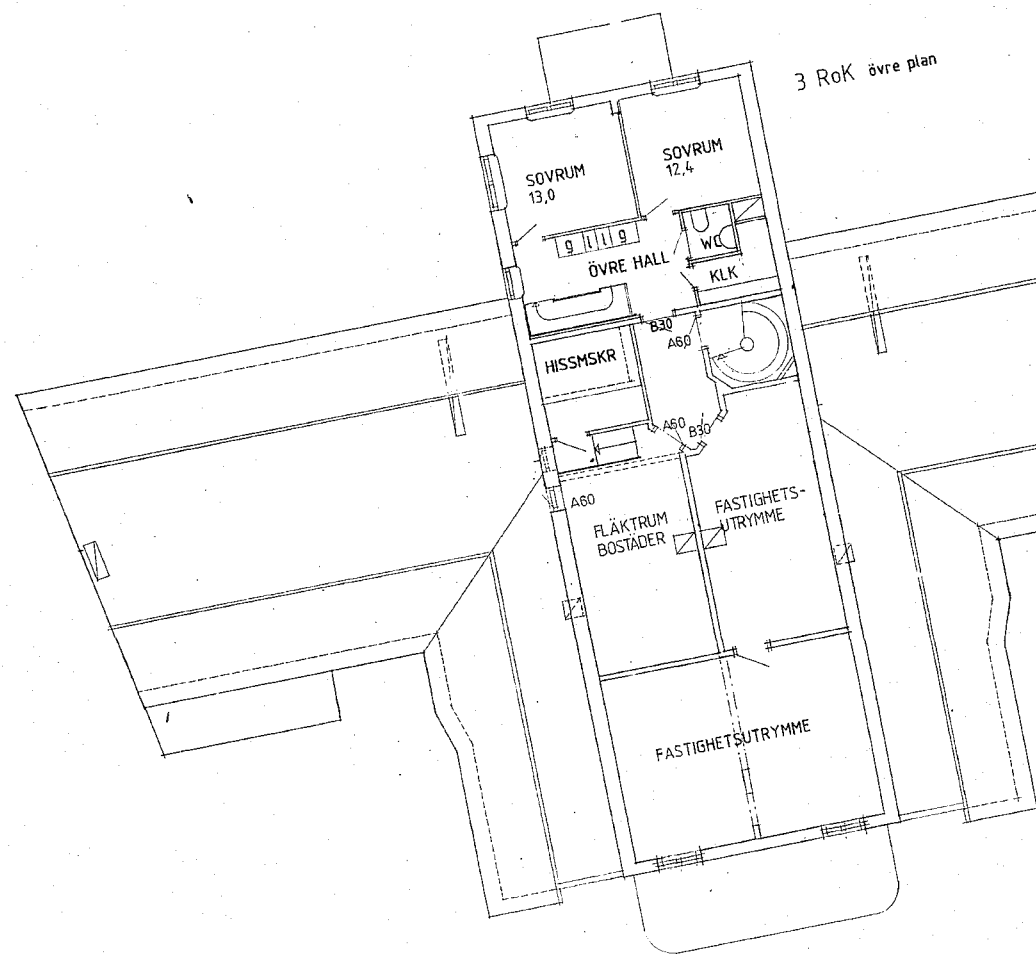 3 RoK övre plan
SOVRUM
12,4
SOVRUM
13,0
g l l g
WC
ÖVRE HALL
KLK
B30
A60
HISSMSKR
A60
B30
A60
FLÄKTRUM
BOSTÄDER
FASTIGHETS-
UTRYMME
FASTIGHETSUTRYMME